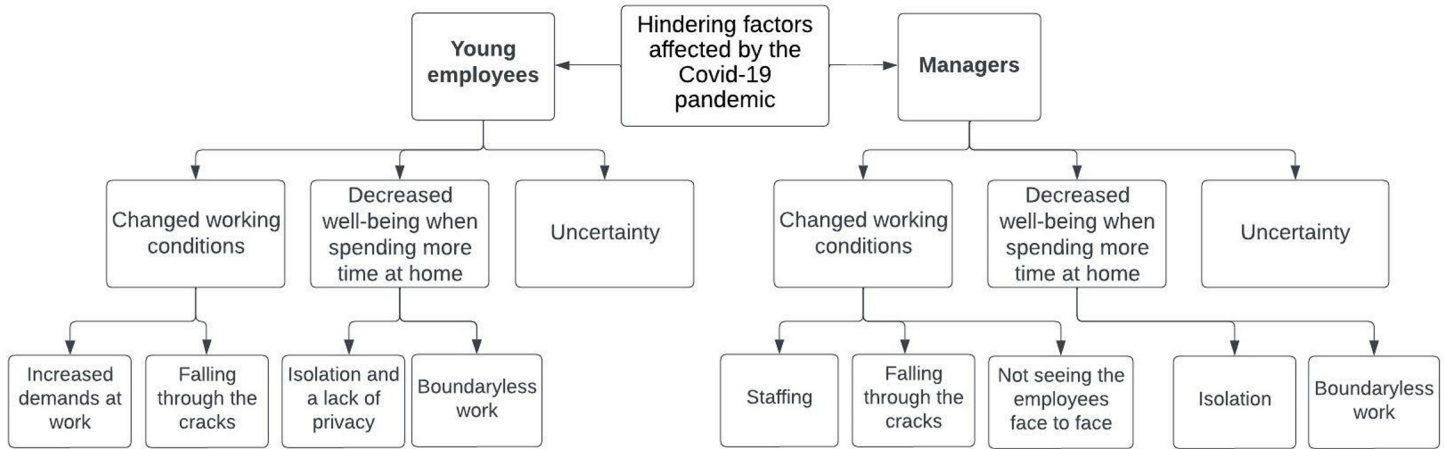 Hindering factors
affected by the
Covid-19
pandemic
Young
employees
Managers
Changed working
conditions
Decreased
well-being when
spending more
time at home
Uncertainty
Changed working
conditions
Decreased
well-being when
spending more
time at home
Uncertainty
Increased
demands at
work
Falling
through the
cracks
Isolation and
a lack of
privacy
Boundaryless
work
Staffing
Falling
through the
cracks
Not seeing the
employees
face to face
Isolation
Boundaryless
work